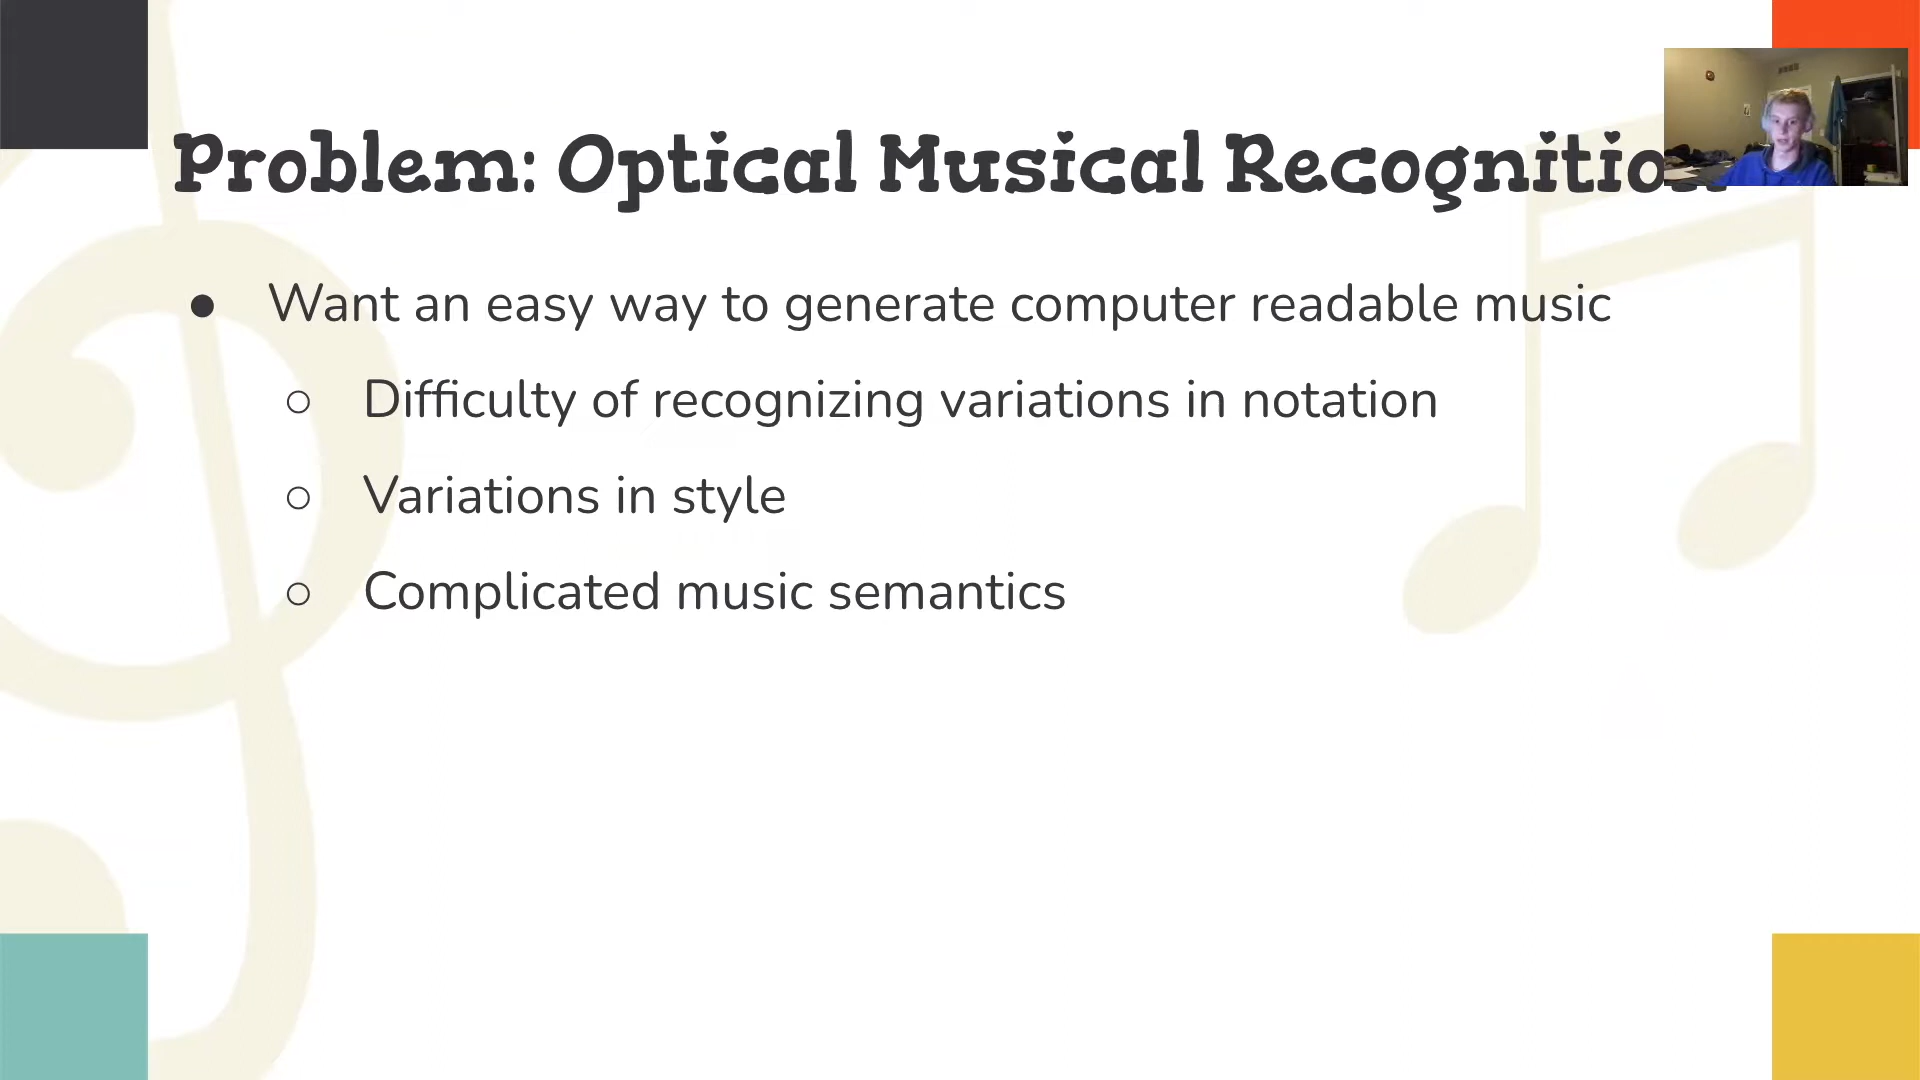 Problem: Optical Musical Recognition
● Want an easy way to generate computer readable music
○ Difficulty of recognizing variations in notation
○ Variations in style
○ Complicated music semantics